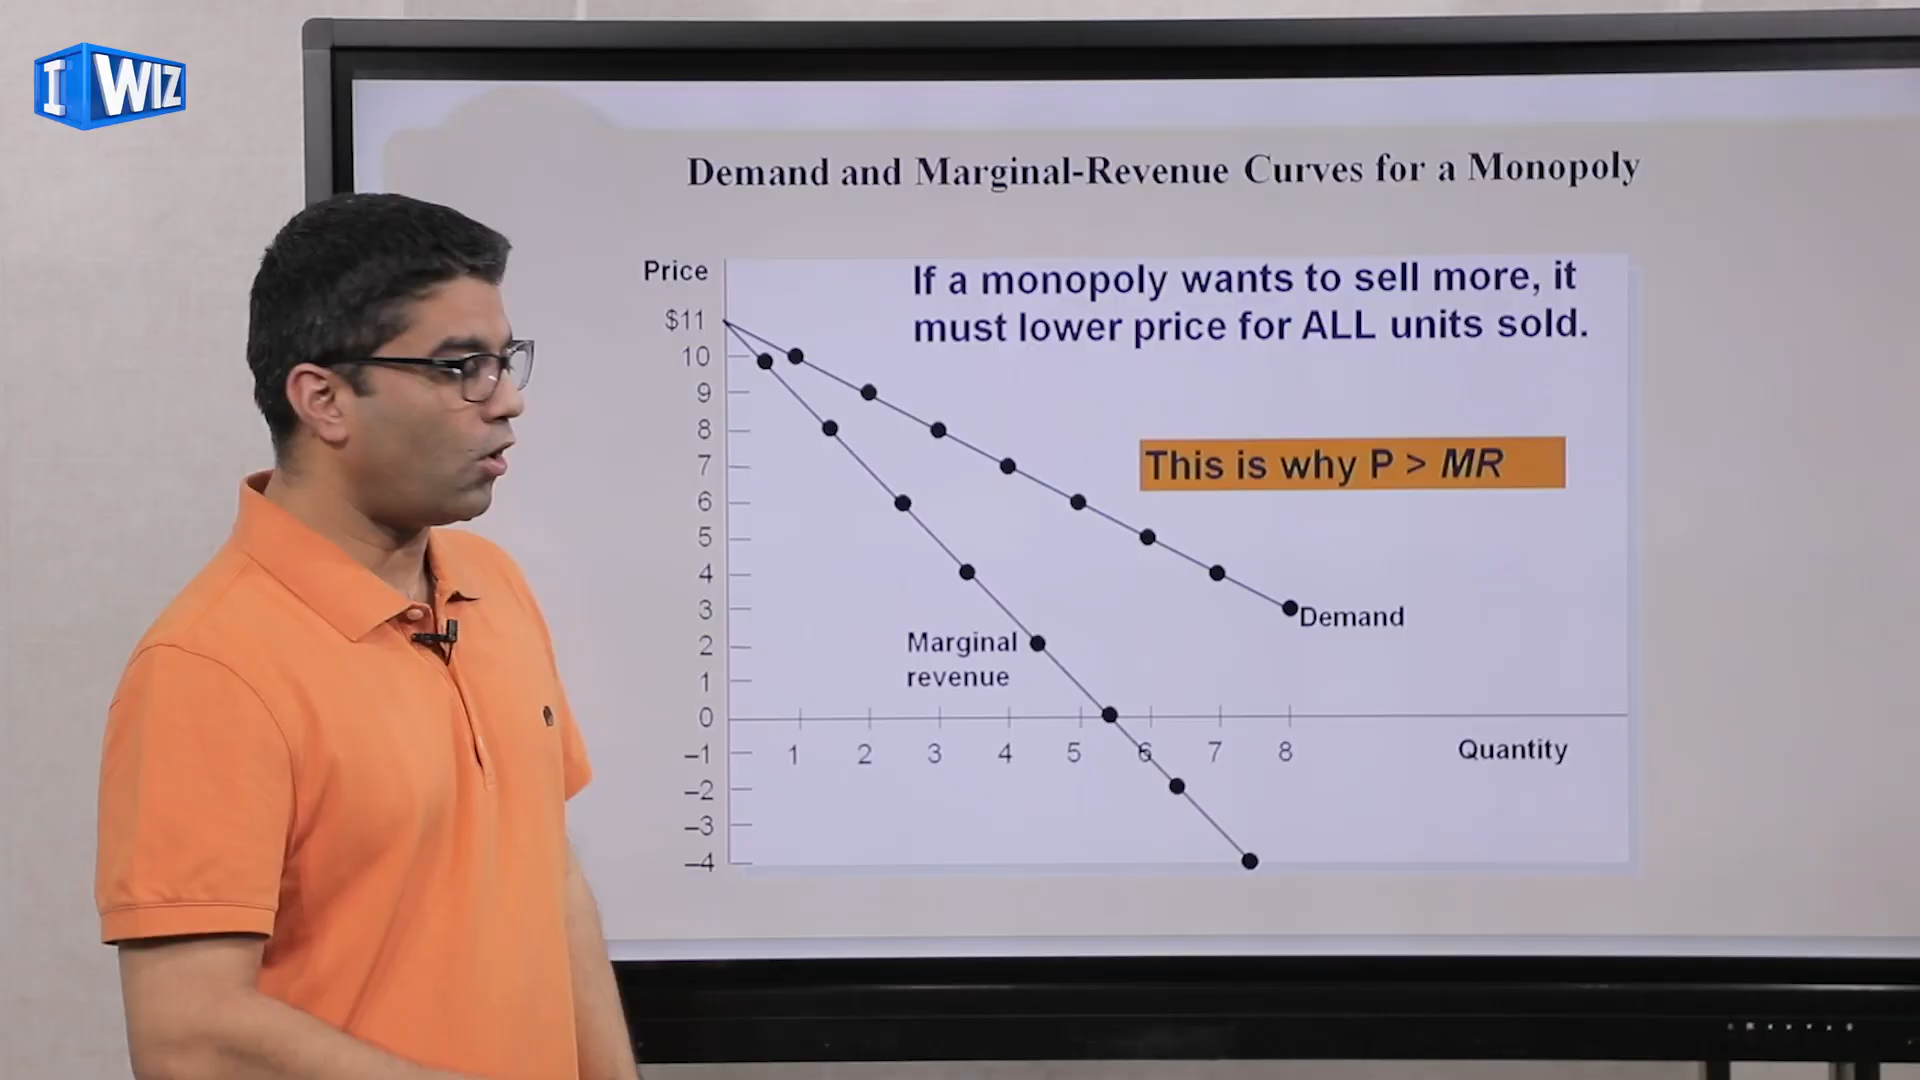 I WIZ
Demand and Marginal-Revenue Curves for a Monopoly
Price
If a monopoly wants to sell more, it
must lower price for ALL units sold.
$11
10
9
8
This is why P > MR
7
6
5
4
3
Demand
2
Marginal
revenue
1
0
–1
1 2 3 4 5 6 7 8
Quantity
–2
–3
–4